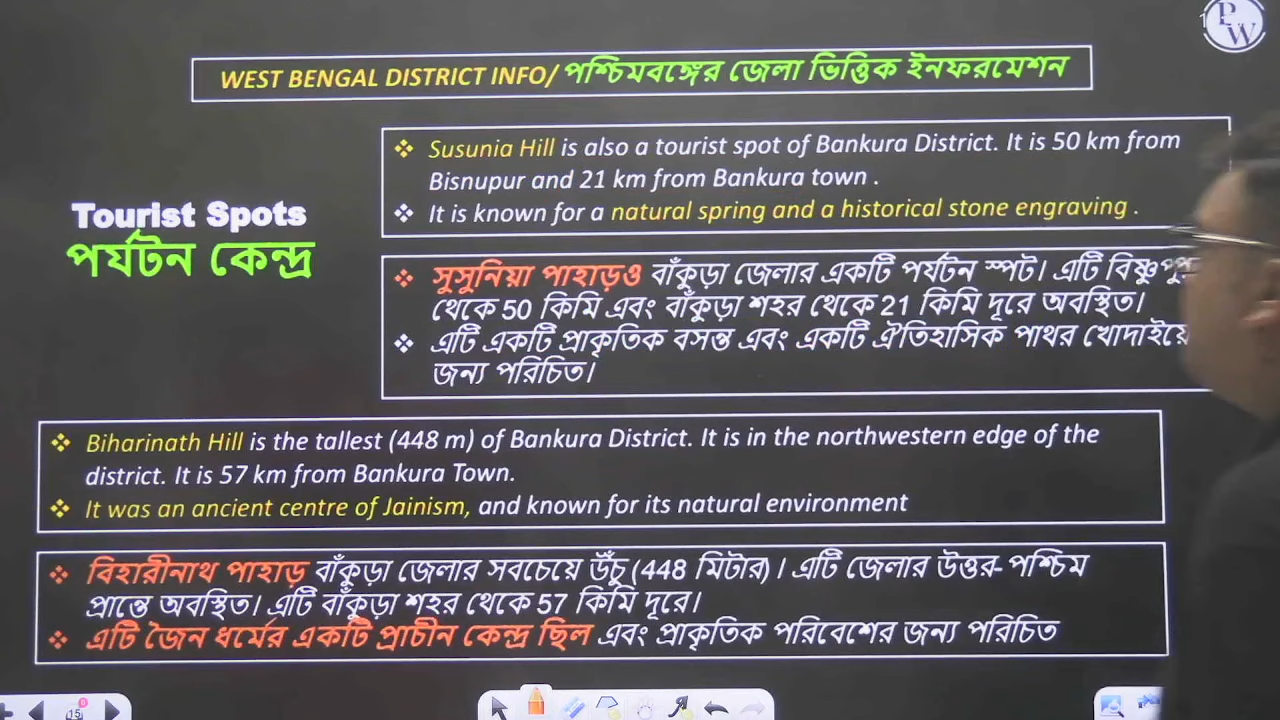 PW
WEST BENGAL DISTRICT INFO/ পশ্চিমবঙ্গের জেলা ভিত্তিক ইনফরমেশন
Tourist Spots
পর্যটন কেন্দ্র
❖ Susunia Hill is also a tourist spot of Bankura District. It is 50 km from
Bisnupur and 21 km from Bankura town .
❖ It is known for a natural spring and a historical stone engraving .
❖ সুসুনিয়া পাহাড়ও বাঁকুড়া জেলার একটি পর্যটন স্পট। এটি
থেকে 50 কিমি এবং বাঁকুড়া শহর থেকে 21 কিমি দূরে অবস্থিত।
❖ এটি একটি প্রাকৃতিক বসন্ত এবং একটি ঐতিহাসিক পাথর
জন্য পরিচিত।
❖ Biharinath Hill is the tallest (448 m) of Bankura District. It is in the northwestern edge of the
district. It is 57 km from Bankura Town.
❖ It was an ancient centre of Jainism, and known for its natural environment
❖ বিহারীনাথ পাহাড় বাঁকুড়া জেলার সবচেয়ে উঁচু (448 মিটার)। এটি জেলার উত্তর- পশ্চিম
প্রান্তে অবস্থিত। এটি বাঁকুড়া শহর থেকে 57 কিমি দূরে।
❖ এটি জৈন ধর্মের একটি প্রাচীন কেন্দ্র ছিল এবং প্রাকৃতিক পরিবেশের জন্য পরিচিত
15